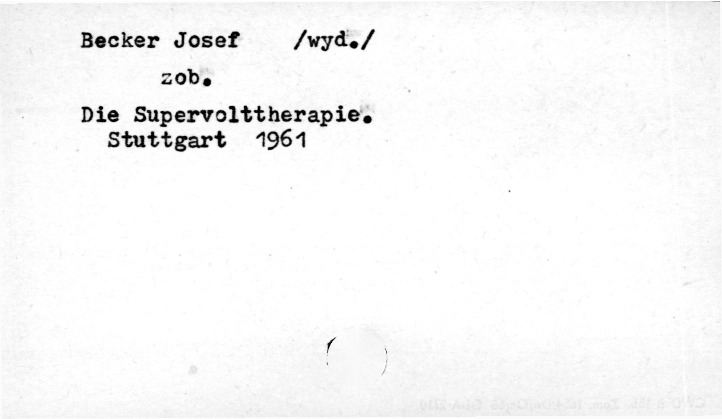 Becker Josef /wyd./
zob.
Die Supervolttherapie.
Stuttgart 1961